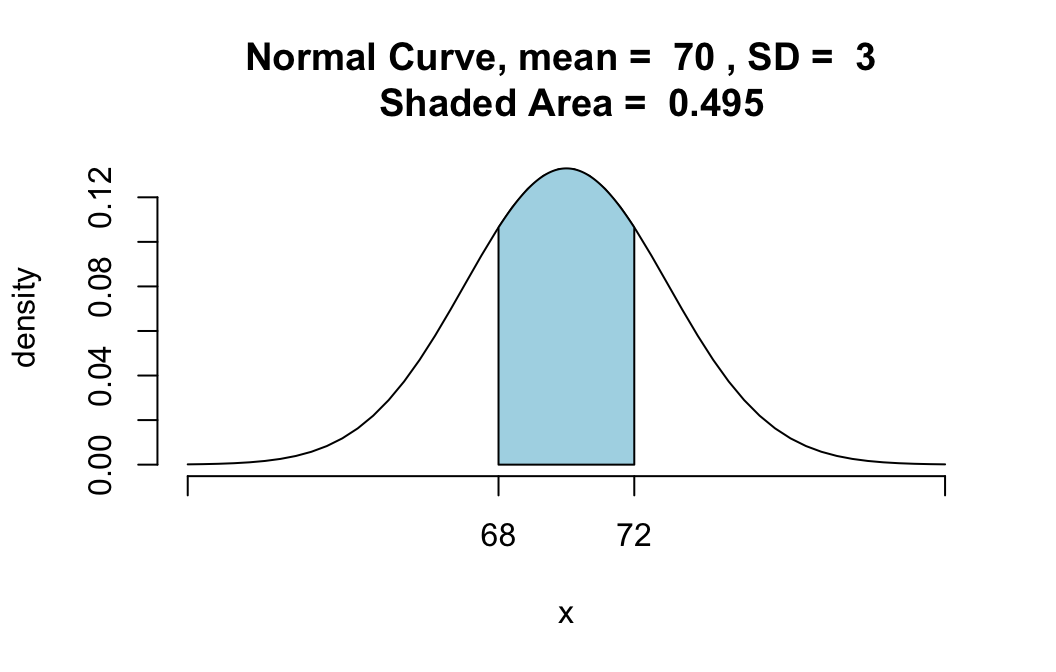 Normal Curve, mean =  70 , SD =  3
Shaded Area =  0.495
density
0.12
0.08
0.04
0.00
68
72
x